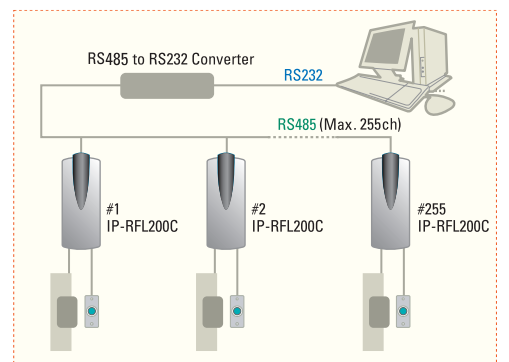 RS485 to RS232 Converter
RS232
RS485 (Max. 255ch)
#1
IP-RFL200C
#2
IP-RFL200C
#255
IP-RFL200C